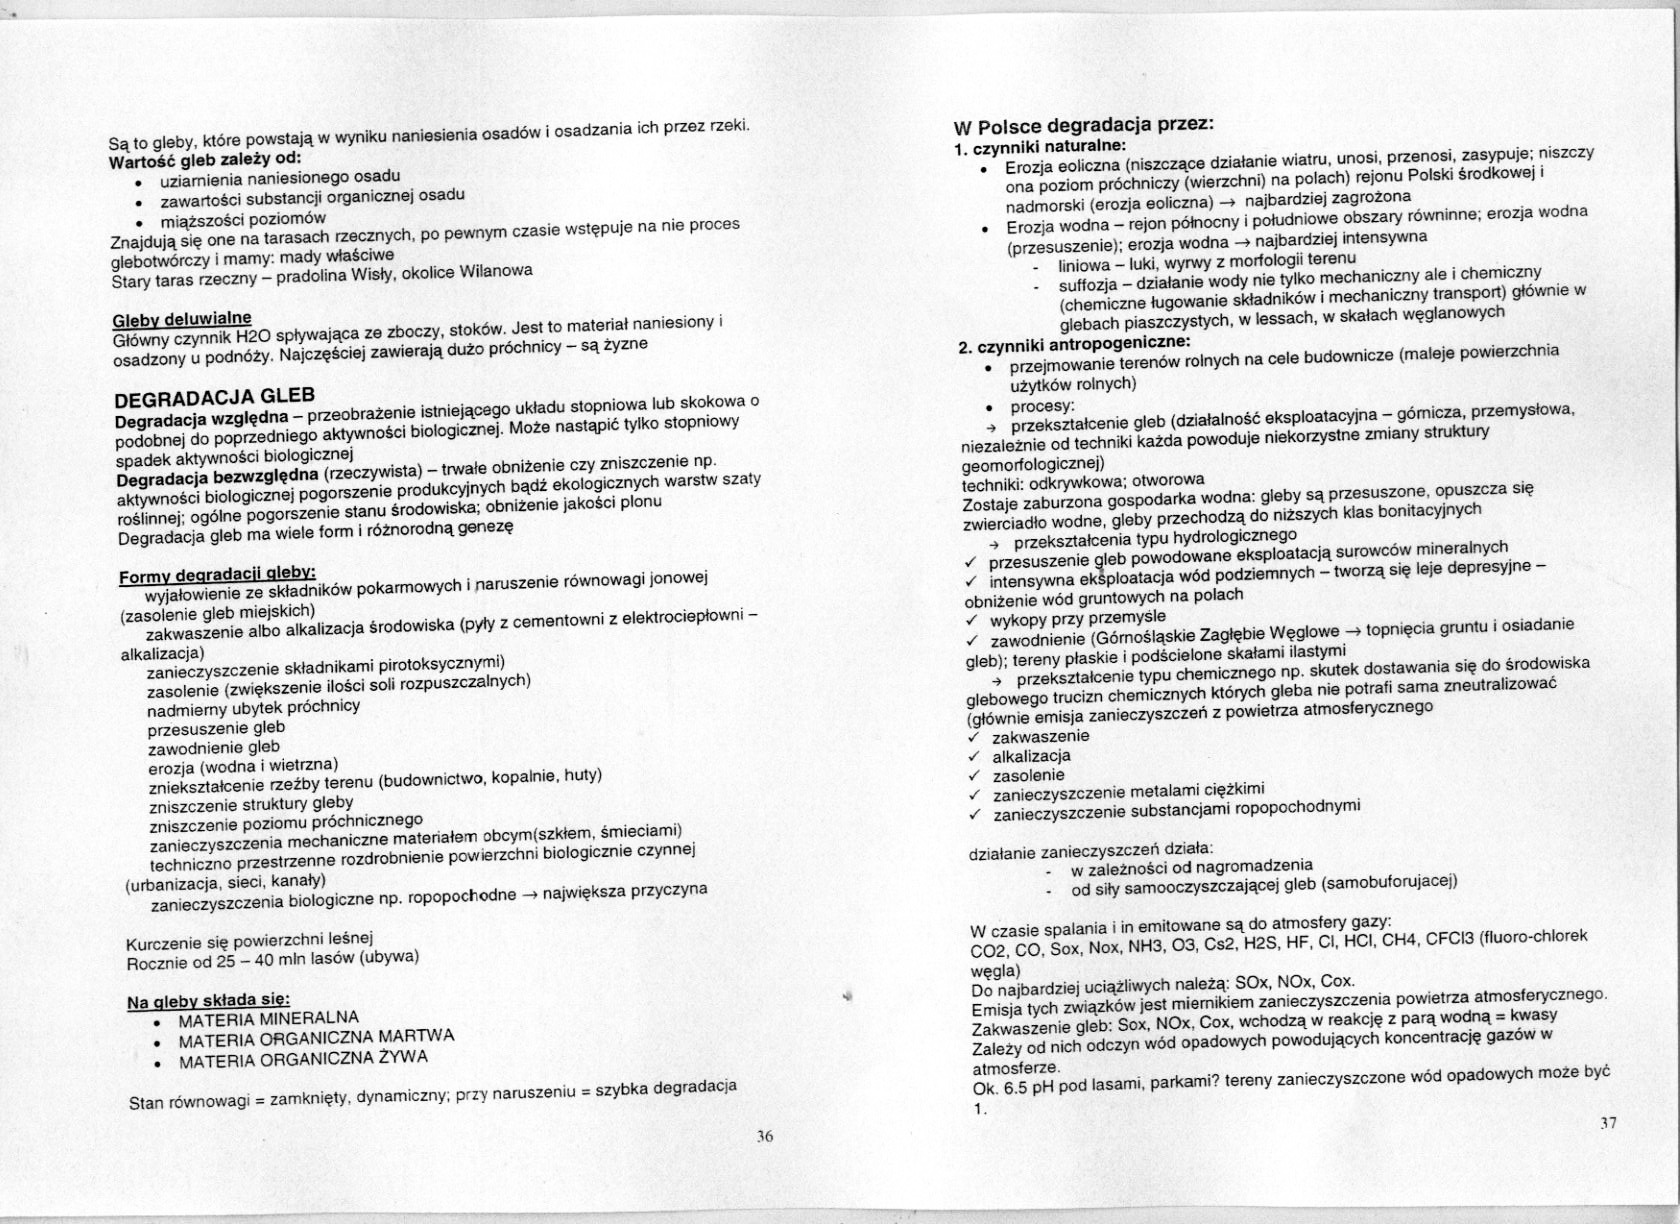 Są to gleby, które powstają w wyniku naniesienia osadów i osadzania ich przez rzeki.
Wartość gleb zależy od:
• uziarnienia naniesionego osadu
• zawartości substancji organicznej osadu
• miąższości poziomów
Znajdują się one na tarasach rzecznych, po pewnym czasie wstępuje na nie proces
glebotwórczy i mamy: mady właściwe
Stary taras rzeczny – pradolina Wisły, okolice Wilanowa
Gleby deluwialne
Główny czynnik H2O spływająca ze zboczy, stoków. Jest to materiał naniesiony i
osadzony u podnóży. Najczęściej zawierają dużo próchnicy – są żyzne
DEGRADACJA GLEB
Degradacja względna – przeobrażenie istniejącego układu stopniowa lub skokowa o
podobnej do poprzedniego aktywności biologicznej. Może nastąpić tylko stopniowy
spadek aktywności biologicznej
Degradacja bezwzględna (rzeczywista) – trwałe obniżenie czy zniszczenie np.
aktywności biologicznej pogorszenie produkcyjnych bądź ekologicznych warstw szaty
roślinnej; ogólne pogorszenie stanu środowiska; obniżenie jakości plonu
Degradacja gleb ma wiele form i różnorodną genezę
Formy degradacji gleby:
wyjałowienie ze składników pokarmowych i naruszenie równowagi jonowej
(zasolenie gleb miejskich)
zakwaszenie albo alkalizacja środowiska (pyły z cementowni z elektrociepłowni –
alkalizacja)
zanieczyszczenie składnikami pirotoksycznymi)
zasolenie (zwiększenie ilości soli rozpuszczalnych)
nadmierny ubytek próchnicy
przesuszenie gleb
zawodnienie gleb
erozja (wodna i wietrzna)
zniekształcenie rzeźby terenu (budownictwo, kopalnie, huty)
zniszczenie struktury gleby
zniszczenie poziomu próchnicznego
zanieczyszczenia mechaniczne materiałem obcym(szkłem, śmieciami)
techniczno przestrzenne rozdrobnienie powierzchni biologicznie czynnej
(urbanizacja, sieci, kanały)
zanieczyszczenia biologiczne np. ropopochodne → największa przyczyna
Kurczenie się powierzchni leśnej
Rocznie od 25 – 40 mln lasów (ubywa)
Na gleby składa się:
• MATERIA MINERALNA
• MATERIA ORGANICZNA MARTWA
• MATERIA ORGANICZNA ŻYWA
Stan równowagi = zamknięty, dynamiczny; przy naruszeniu = szybka degradacja
36
W Polsce degradacja przez:
1. czynniki naturalne:
• Erozja eoliczna (niszczące działanie wiatru, unosi, przenosi, zasypuje; niszczy
ona poziom próchniczy (wierzchni) na polach) rejonu Polski środkowej i
nadmorski (erozja eoliczna) → najbardziej zagrożona
• Erozja wodna – rejon północny i południowe obszary równinne; erozja wodna
(przesuszenie); erozja wodna → najbardziej intensywna
- liniowa – luki, wyrwy z morfologii terenu
- suffozja – działanie wody nie tylko mechaniczny ale i chemiczny
(chemiczne ługowanie składników i mechaniczny transport) głównie w
glebach piaszczystych, w lessach, w skałach węglanowych
2. czynniki antropogeniczne:
• przejmowanie terenów rolnych na cele budownicze (maleje powierzchnia
użytków rolnych)
• procesy:
→ przekształcenie gleb (działalność eksploatacyjna – górnicza, przemysłowa,
niezależnie od techniki każda powoduje niekorzystne zmiany struktury
geomorfologicznej)
techniki: odkrywkowa; otworowa
Zostaje zaburzona gospodarka wodna: gleby są przesuszone, opuszcza się
zwierciadło wodne, gleby przechodzą do niższych klas bonitacyjnych
→ przekształcenia typu hydrologicznego
✓ przesuszenie gleb powodowane eksploatacją surowców mineralnych
✓ intensywna eksploatacja wód podziemnych – tworzą się leje depresyjne –
obniżenie wód gruntowych na polach
✓ wykopy przy przemyśle
✓ zawodnienie (Górnośląskie Zagłębie Węglowe → topnięcia gruntu i osiadanie
gleb); tereny płaskie i podścielone skałami ilastymi
→ przekształcenie typu chemicznego np. skutek dostawania się do środowiska
glebowego trucizn chemicznych których gleba nie potrafi sama zneutralizować
(głównie emisja zanieczyszczeń z powietrza atmosferycznego
✓ zakwaszenie
✓ alkalizacja
✓ zasolenie
✓ zanieczyszczenie metalami ciężkimi
✓ zanieczyszczenie substancjami ropopochodnymi
działanie zanieczyszczeń działa:
- w zależności od nagromadzenia
- od siły samooczyszczającej gleb (samobuforujacej)
W czasie spalania i in emitowane są do atmosfery gazy:
CO2, CO, Sox, Nox, NH3, O3, Cs2, H2S, HF, Cl, HCl, CH4, CFCl3 (fluoro-chlorek
węgla)
Do najbardziej uciążliwych należą: SOx, NOx, Cox.
Emisja tych związków jest miernikiem zanieczyszczenia powietrza atmosferycznego.
Zakwaszenie gleb: Sox, NOx, Cox, wchodzą w reakcję z parą wodną = kwasy
Zależy od nich odczyn wód opadowych powodujących koncentrację gazów w
atmosferze.
Ok. 6.5 pH pod lasami, parkami? tereny zanieczyszczone wód opadowych może być
1.
37